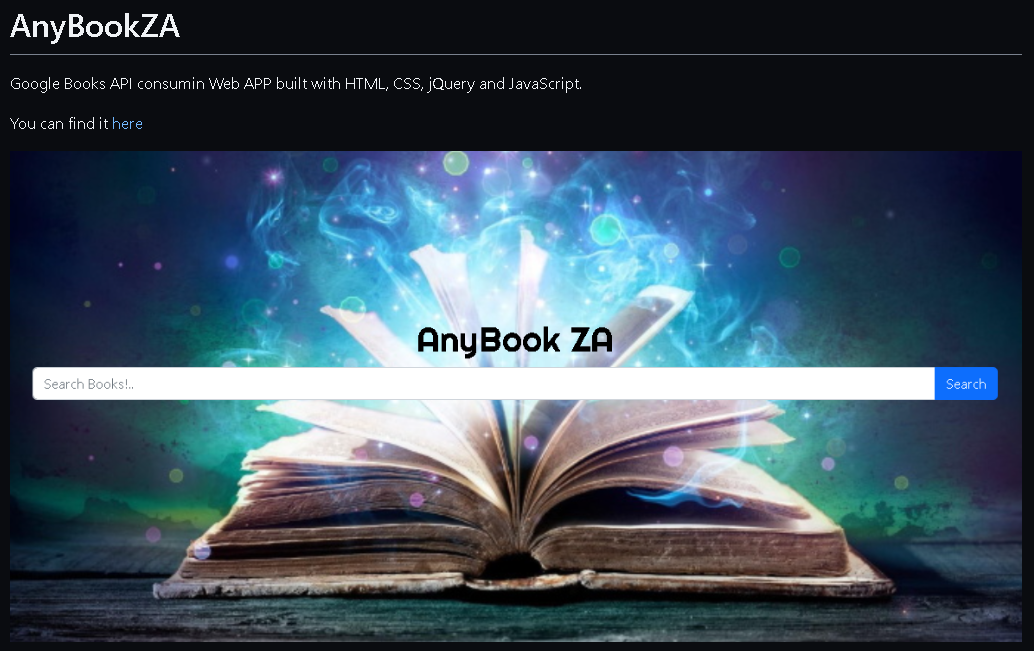 AnyBookZA
Google Books API consumin Web APP built with HTML, CSS, jQuery and JavaScript.
You can find it here
AnyBook ZA
Search Books!..
Search